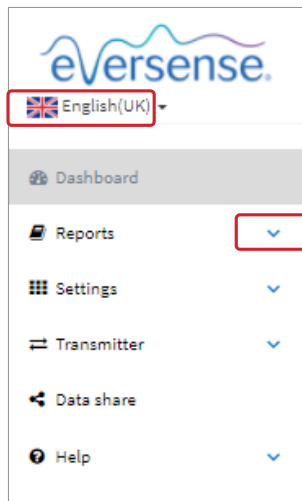 eversense.
English(UK)
Dashboard
Reports
Settings
Transmitter
Data share
Help